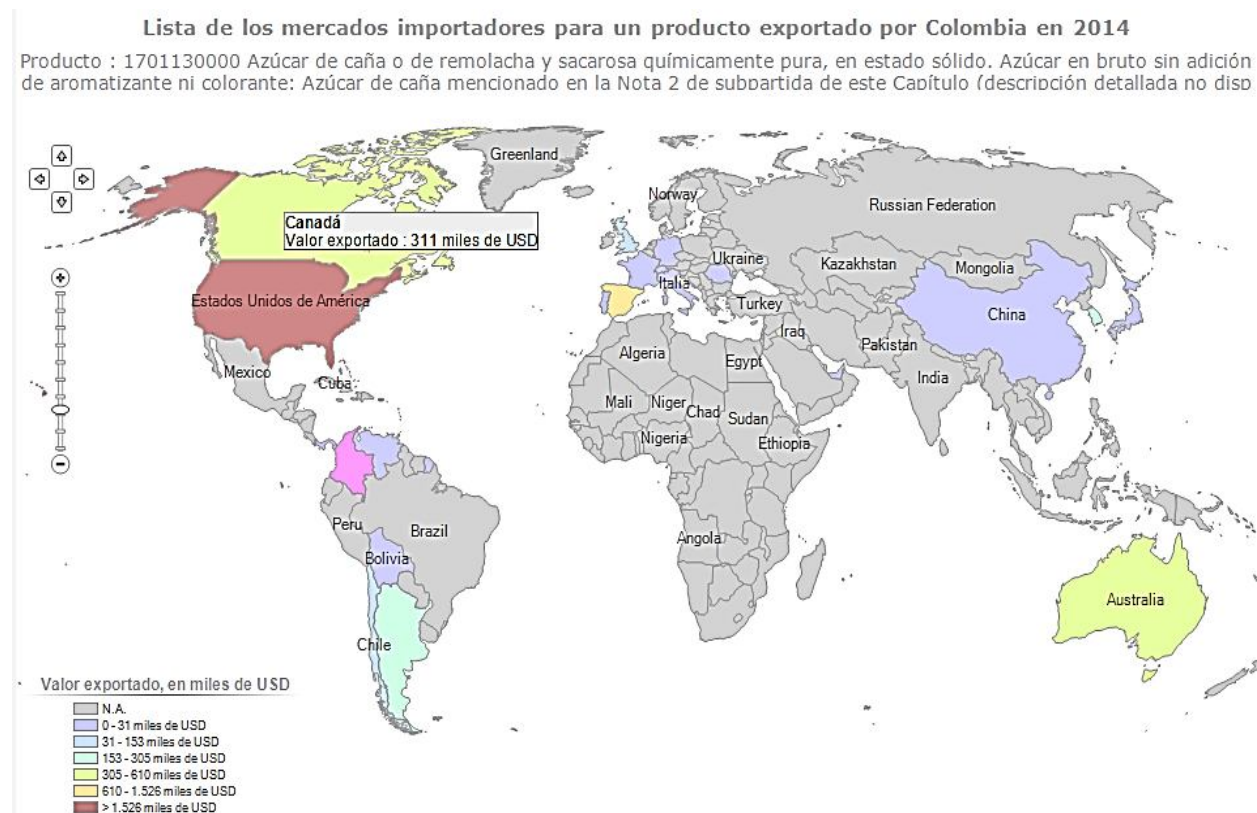 Lista de los mercados importadores para un producto exportado por Colombia en 2014
Producto : 1701130000 Azúcar de caña o de remolacha y sacarosa químicamente pura, en estado sólido. Azúcar en bruto sin adición
de aromatizante ni colorante: Azúcar de caña mencionado en la Nota 2 de subpartida de este Capítulo (descripción detallada no disp
Greenland
Norway
Russian Federation
Canadá
Valor exportado : 311 miles de USD
Ukraine
Kazakhstan
Mongolia
Italia
Estados Unidos de América
Turkey
China
Iraq
Pakistan
Algeria
Egypt
India
Mexico
Cuba
Mali
Niger
Chad
Sudan
Nigeria
Ethiopia
Peru
Brazil
Angola
Bolivia
Australia
Chile
Valor exportado, en miles de USD
N.A.
0 - 31 miles de USD
31 - 153 miles de USD
153 - 305 miles de USD
305 - 610 miles de USD
610 - 1.526 miles de USD
> 1.526 miles de USD